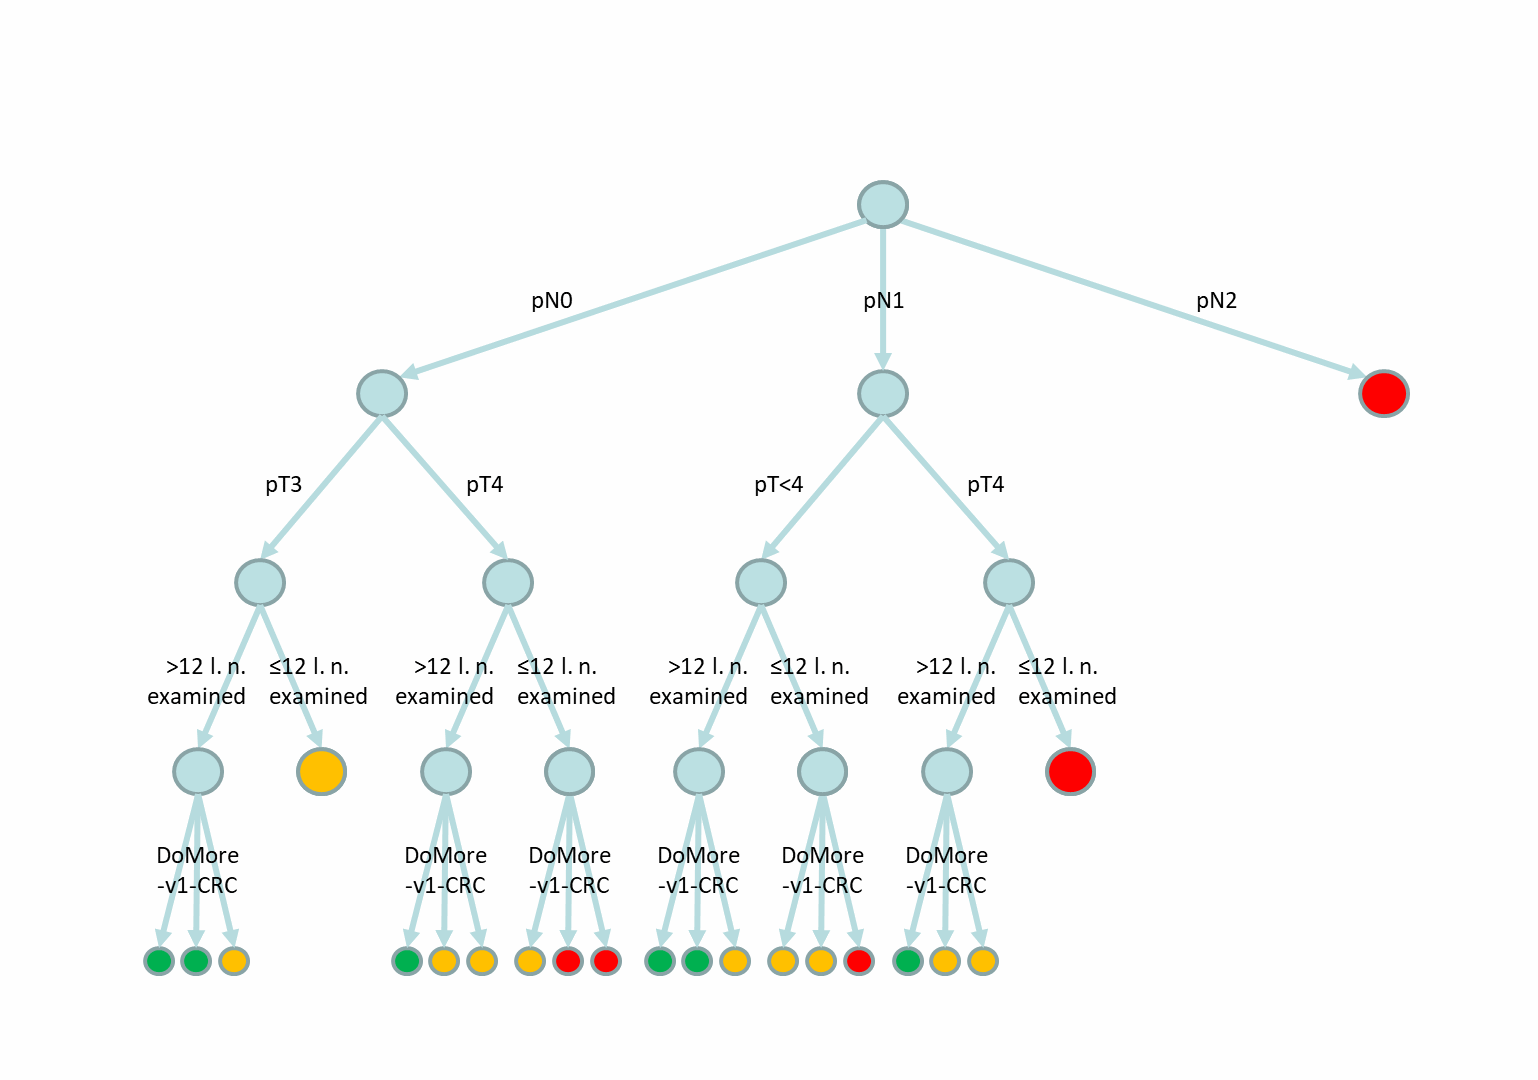 pN0
pN1
pN2
pT3
pT4
pT<4
pT4
>12 l. n.
examined
≤12 l. n.
examined
>12 l. n.
examined
≤12 l. n.
examined
>12 l. n.
examined
≤12 l. n.
examined
>12 l. n.
examined
≤12 l. n.
examined
DoMore
-v1-CRC
DoMore
-v1-CRC
DoMore
-v1-CRC
DoMore
-v1-CRC
DoMore
-v1-CRC
DoMore
-v1-CRC